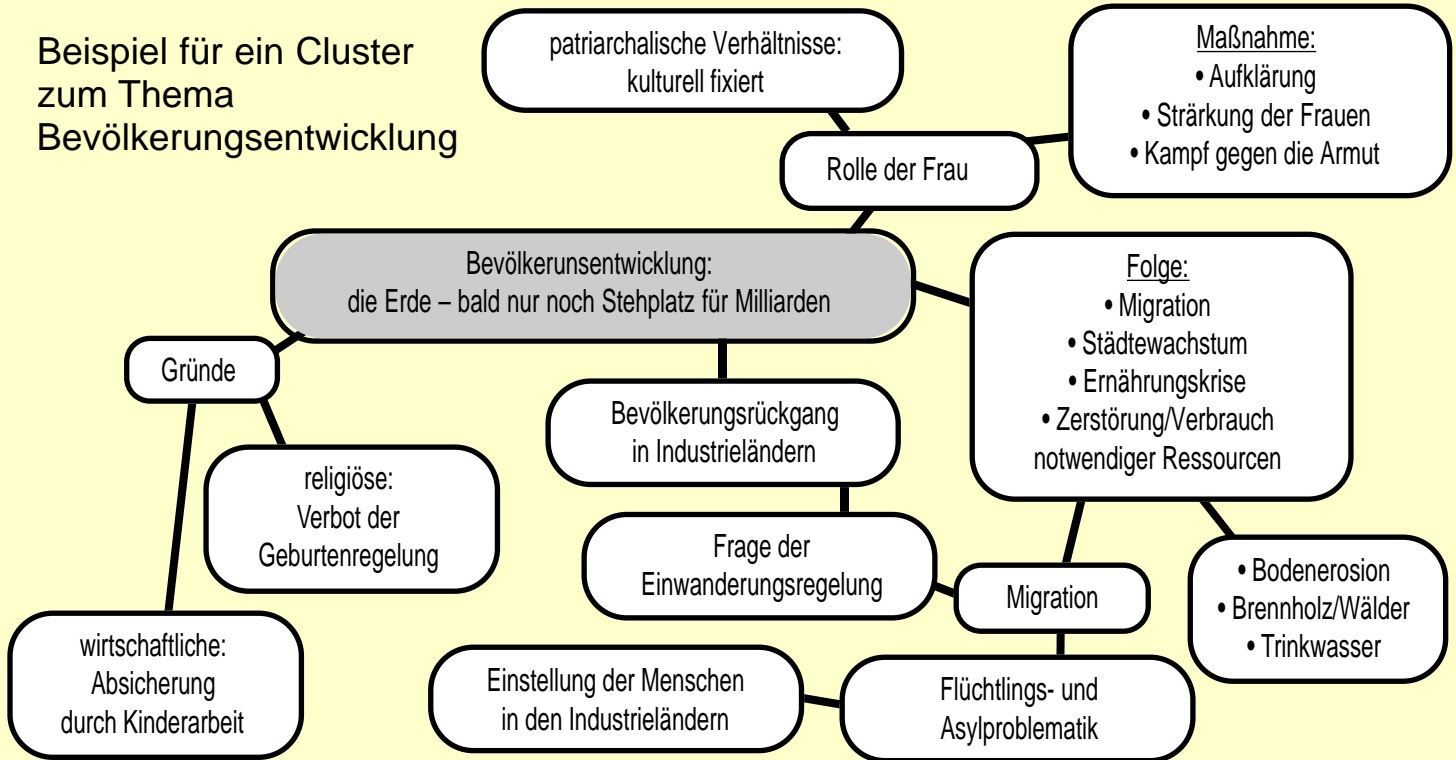 Beispiel für ein Cluster
zum Thema
Bevölkerungsentwicklung
patriarchalische Verhältnisse:
kulturell fixiert
Maßnahme:
• Aufklärung
• Strärkung der Frauen
• Kampf gegen die Armut
Rolle der Frau
Bevölkerunsentwicklung:
die Erde – bald nur noch Stehplatz für Milliarden
Folge:
• Migration
• Städtewachstum
• Ernährungskrise
• Zerstörung/Verbrauch
notwendiger Ressourcen
Gründe
Bevölkerungsrückgang
in Industrieländern
religiöse:
Verbot der
Geburtenregelung
Frage der
Einwanderungsregelung
Migration
• Bodenerosion
• Brennholz/Wälder
• Trinkwasser
wirtschaftliche:
Absicherung
durch Kinderarbeit
Einstellung der Menschen
in den Industrieländern
Flüchtlings- und
Asylproblematik